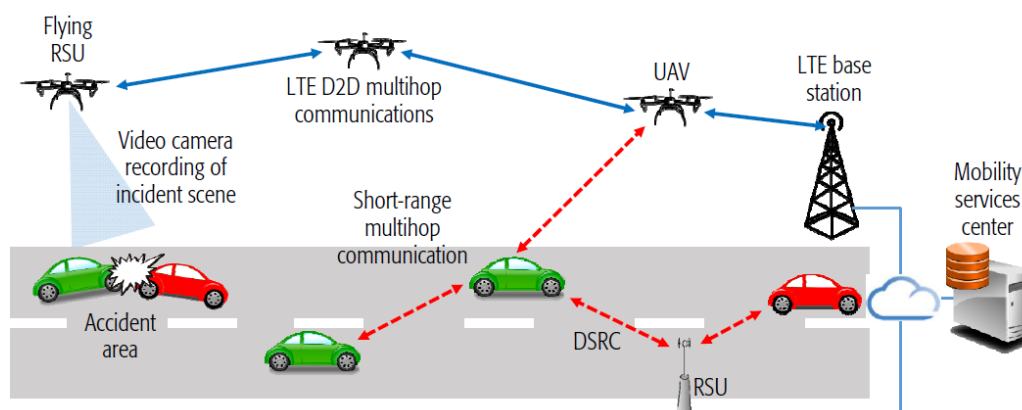 Flying
RSU
LTE D2D multihop
communications
UAV
LTE base
station
Video camera
recording of
incident scene
Short-range
multihop
communication
Mobility
services
center
Accident
area
DSRC
RSU